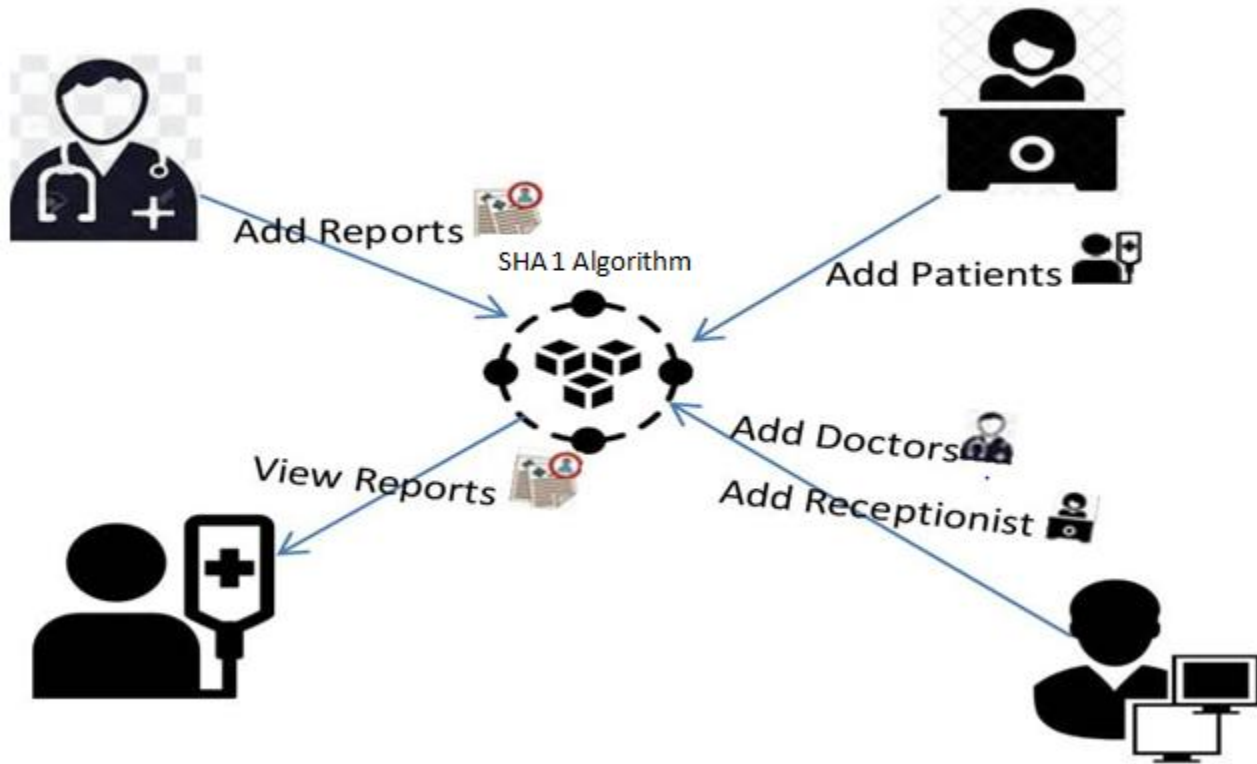 Add Reports
SHA 1 Algorithm
Add Patients
Add Doctors
Add Receptionist
View Reports